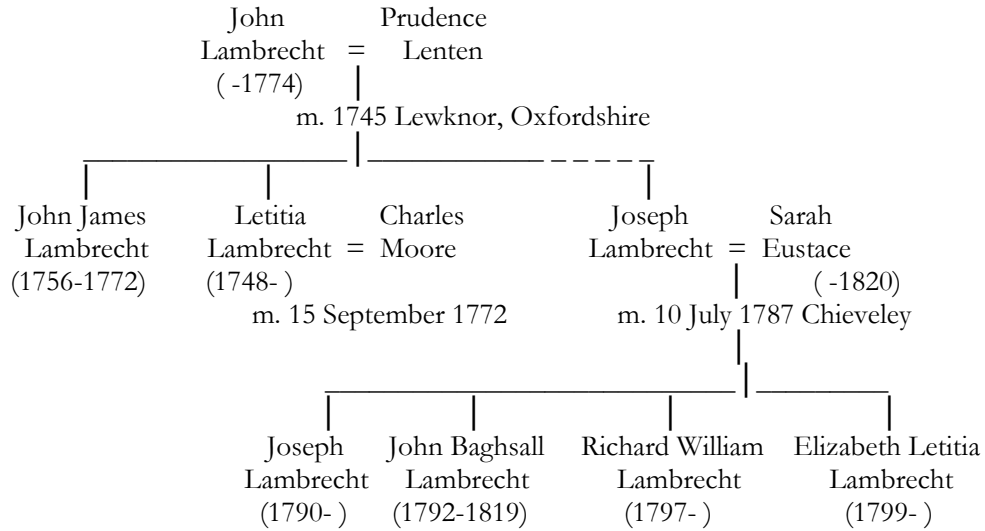 John Prudence
Lambrecht = Lenten
( -1774)
m. 1745 Lewknor, Oxfordshire
John James Letitia Charles Joseph Sarah
Lambrecht Lambrecht = Moore Lambrecht = Eustace
(1756-1772) (1748- ) ( -1820)
m. 15 September 1772 m. 10 July 1787 Chieveley
Joseph John Baghsall Richard William Elizabeth Letitia
Lambrecht Lambrecht Lambrecht Lambrecht
(1790- ) (1792-1819) (1797- ) (1799- )